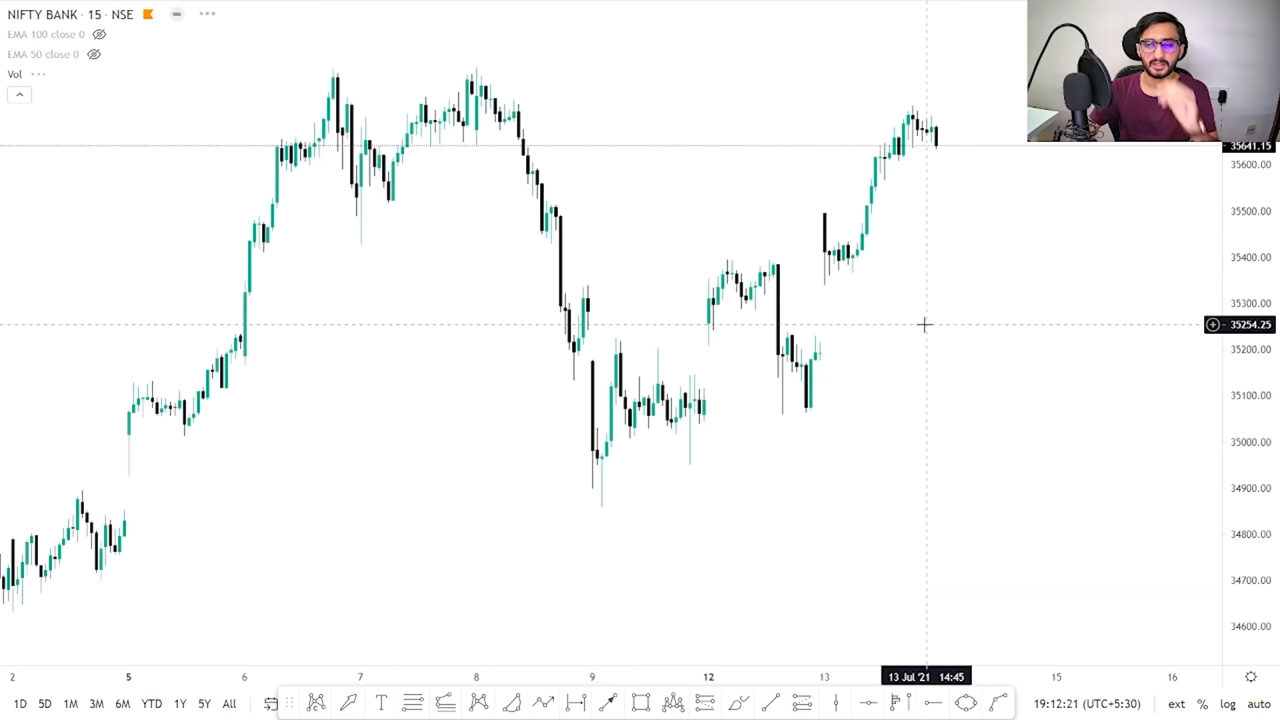 NIFTY BANK · 15 · NSE
EMA 100 close 0
EMA 50 close 0
Vol
35641.15
35600.00
35500.00
35400.00
35300.00
35254.25
35200.00
35100.00
35000.00
34900.00
34800.00
34700.00
34600.00
2 5 6 7 8 9 12 13 13 Jul '21 14:45 15 16
1D 5D 1M 3M 6M YTD 1Y 5Y All T 19:12:21 (UTC+5:30) ext % log auto